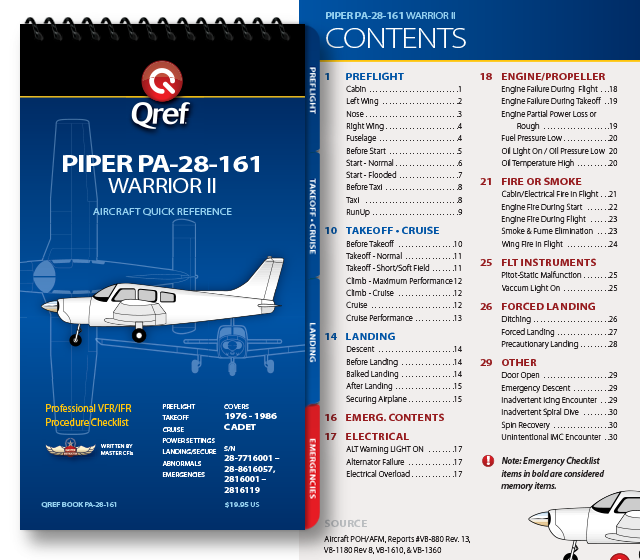 Qref
PIPER PA-28-161
WARRIOR II
AIRCRAFT QUICK REFERENCE
Professional VFR/IFR
Procedure Checklist
WRITTEN BY
MASTER CFIs
PREFLIGHT
TAKEOFF
CRUISE
POWER SETTINGS
LANDING/SECURE
ABNORMALS
EMERGENCIES
COVERS
1976 - 1986
CADET
S/N
28-7716001 –
28-8616057,
2816001 –
2816119
QREF BOOK PA-28-161
$19.95 US
PREFLIGHT
TAKEOFF • CRUISE
LANDING
EMERGENCIES
PIPER PA-28-161 WARRIOR II
CONTENTS
1 PREFLIGHT
Cabin ........................1
Left Wing ........................2
Nose ........................3
Right Wing ........................4
Fuselage ........................4
Before Start ........................5
Start - Normal ........................6
Start - Flooded ........................7
Before Taxi ........................8
Taxi ........................8
RunUp ........................9
10 TAKEOFF • CRUISE
Before Takeoff ................10
Takeoff - Normal ..............11
Takeoff - Short/Soft Field ......11
Climb - Maximum Performance 12
Climb - Cruise ................12
Cruise ........................12
Cruise Performance ............13
14 LANDING
Descent ........................14
Before Landing ................14
Balked Landing ................14
After Landing ................15
Securing Airplane ..............15
16 EMERG. CONTENTS
17 ELECTRICAL
ALT Warning LIGHT ON ........17
Alternator Failure ..............17
Electrical Overload ..............17
18 ENGINE/PROPELLER
Engine Failure During Flight ...18
Engine Failure During Takeoff ..19
Engine Partial Power Loss or
Rough ................19
Fuel Pressure Low ..............20
Oil Light On / Oil Pressure Low 20
Oil Temperature High ..........20
21 FIRE OR SMOKE
Cabin/Electrical Fire In Flight ..21
Engine Fire During Start ......22
Engine Fire During Flight ......23
Smoke & Fume Elimination ....23
Wing Fire In Flight ............24
25 FLT INSTRUMENTS
Pitot-Static Malfunction ........25
Vaccum Light On ..............25
26 FORCED LANDING
Ditching ......................26
Forced Landing ................27
Precautionary Landing ........28
29 OTHER
Door Open ....................29
Emergency Descent ............29
Inadvertent Icing Encounter ...29
Inadvertent Spiral Dive ........30
Spin Recovery ................30
Unintentional IMC Encounter ..30
! Note: Emergency Checklist
items in bold are considered
memory items.
SOURCE
Aircraft POH/AFM, Reports #VB-880 Rev. 13,
VB-1180 Rev 8, VB-1610, & VB-1360